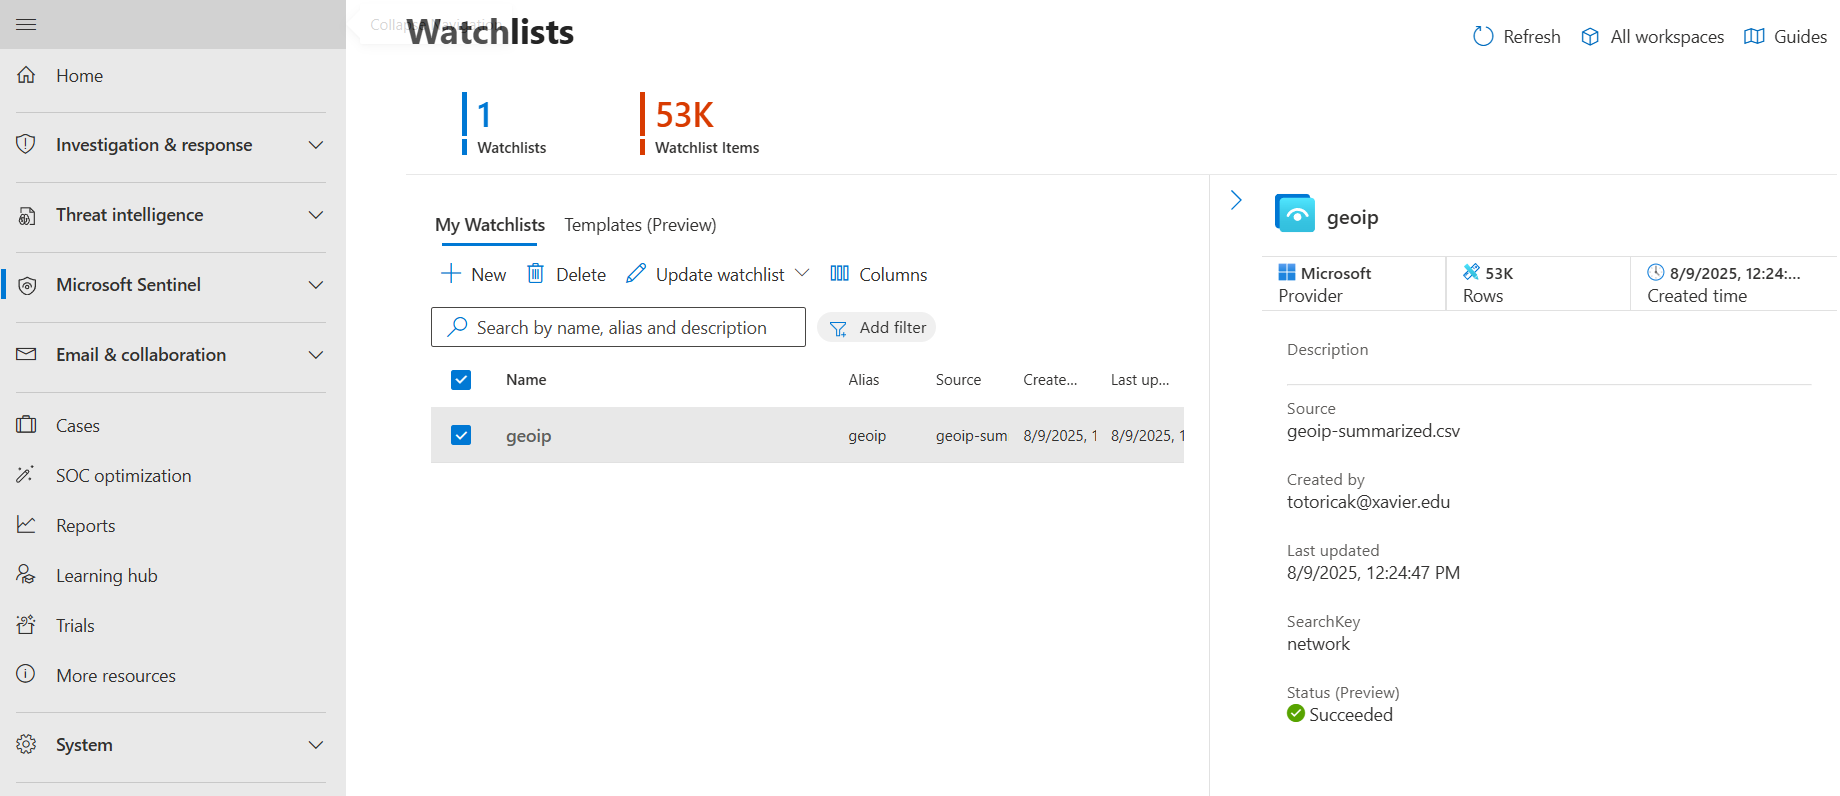 Collapse Navigation
Watchlists
Refresh
All workspaces
Guides
Home
Investigation & response
Threat intelligence
Microsoft Sentinel
Email & collaboration
Cases
SOC optimization
Reports
Learning hub
Trials
More resources
System
1
Watchlists
53K
Watchlist Items
My Watchlists
Templates (Preview)
New
Delete
Update watchlist
Columns
Search by name, alias and description
Add filter
Name Alias Source Create... Last up...
geoip geoip geoip-sum 8/9/2025, 1 8/9/2025, 1
geoip
Microsoft
Provider
53K
Rows
8/9/2025, 12:24:...
Created time
Description
Source
geoip-summarized.csv
Created by
totoricak@xavier.edu
Last updated
8/9/2025, 12:24:47 PM
SearchKey
network
Status (Preview)
Succeeded